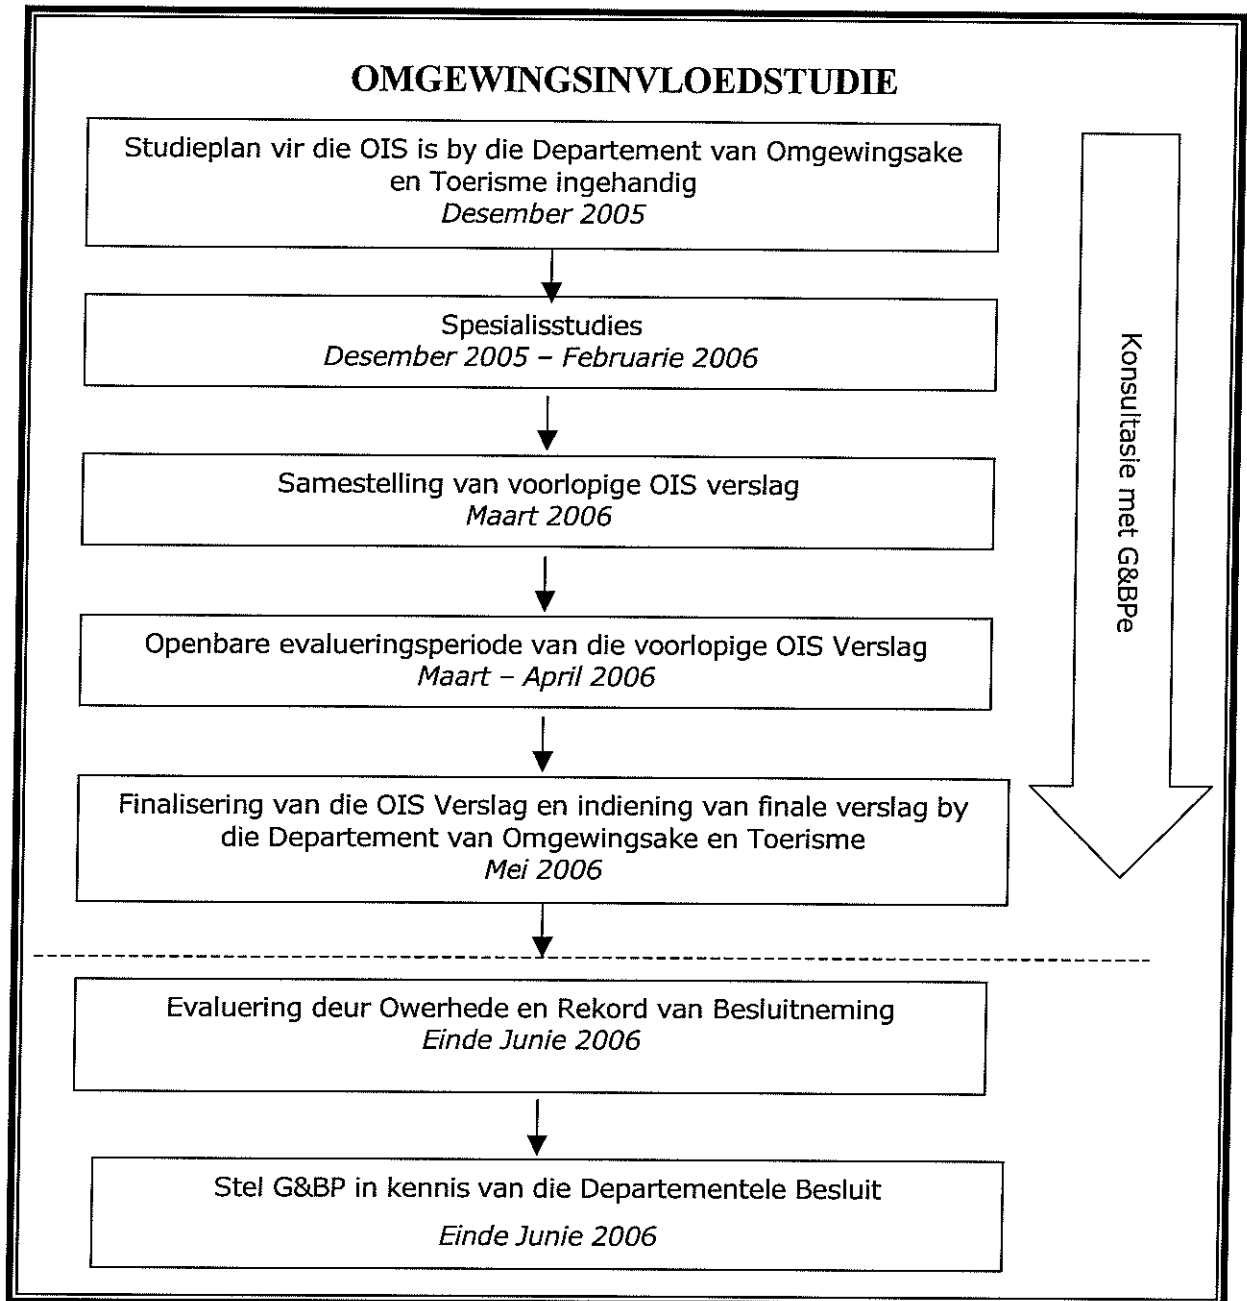 OMGEWINGSINVLOEDSTUDIE
Studieplan vir die OIS is by die Departement van Omgewingsake
en Toerisme ingehandig
Desember 2005
Spesialisstudies
Desember 2005 – Februarie 2006
Samestelling van voorlopige OIS verslag
Maart 2006
Openbare evalueringsperiode van die voorlopige OIS Verslag
Maart – April 2006
Finalisering van die OIS Verslag en indiening van finale verslag by
die Departement van Omgewingsake en Toerisme
Mei 2006
Konsultasie met G&BPe
Evaluering deur Owerhede en Rekord van Besluitneming
Einde Junie 2006
Stel G&BP in kennis van die Departementele Besluit
Einde Junie 2006